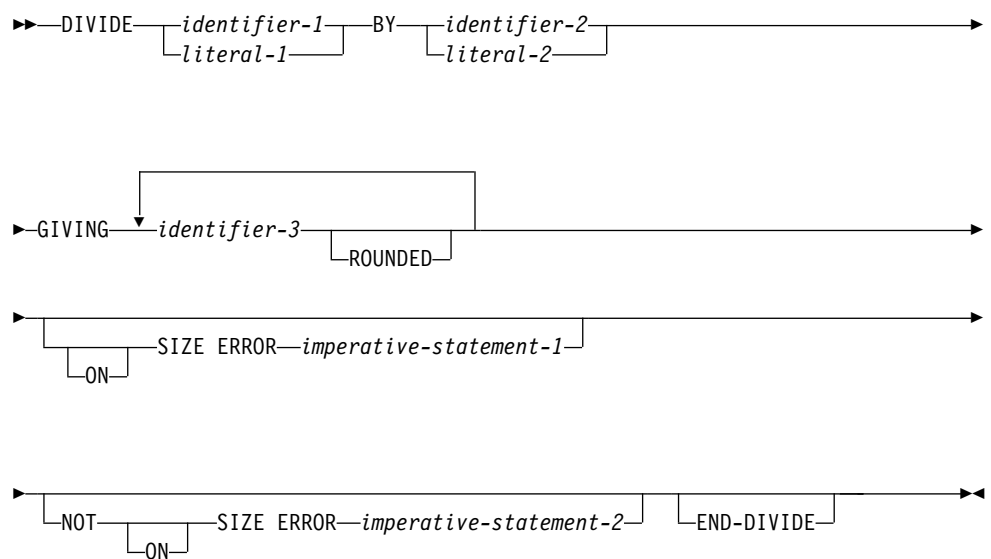 DIVIDE identifier-1 BY identifier-2
literal-1 literal-2
GIVING identifier-3
ROUNDED
SIZE ERROR imperative-statement-1
ON
NOT SIZE ERROR imperative-statement-2 END-DIVIDE
ON